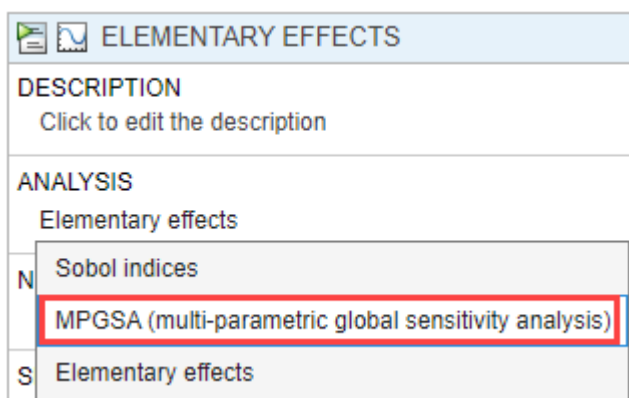 ELEMENTARY EFFECTS
DESCRIPTION
Click to edit the description
ANALYSIS
Elementary effects
N
Sobol indices
MPGSA (multi-parametric global sensitivity analysis)
S
Elementary effects